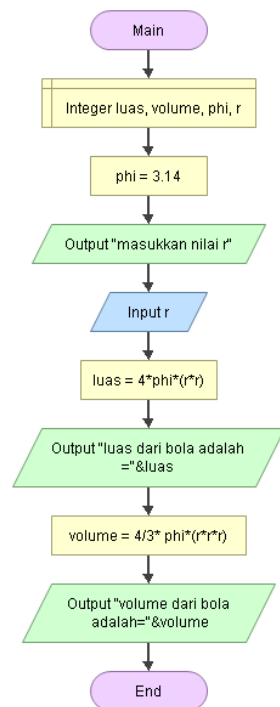 Main
Integer luas, volume, phi, r
phi = 3.14
Output "masukkan nilai r"
Input r
luas = 4*phi*(r*r)
Output "luas dari bola adalah
="&luas
volume = 4/3* phi*(r*r*r)
Output "volume dari bola
adalah="&volume
End